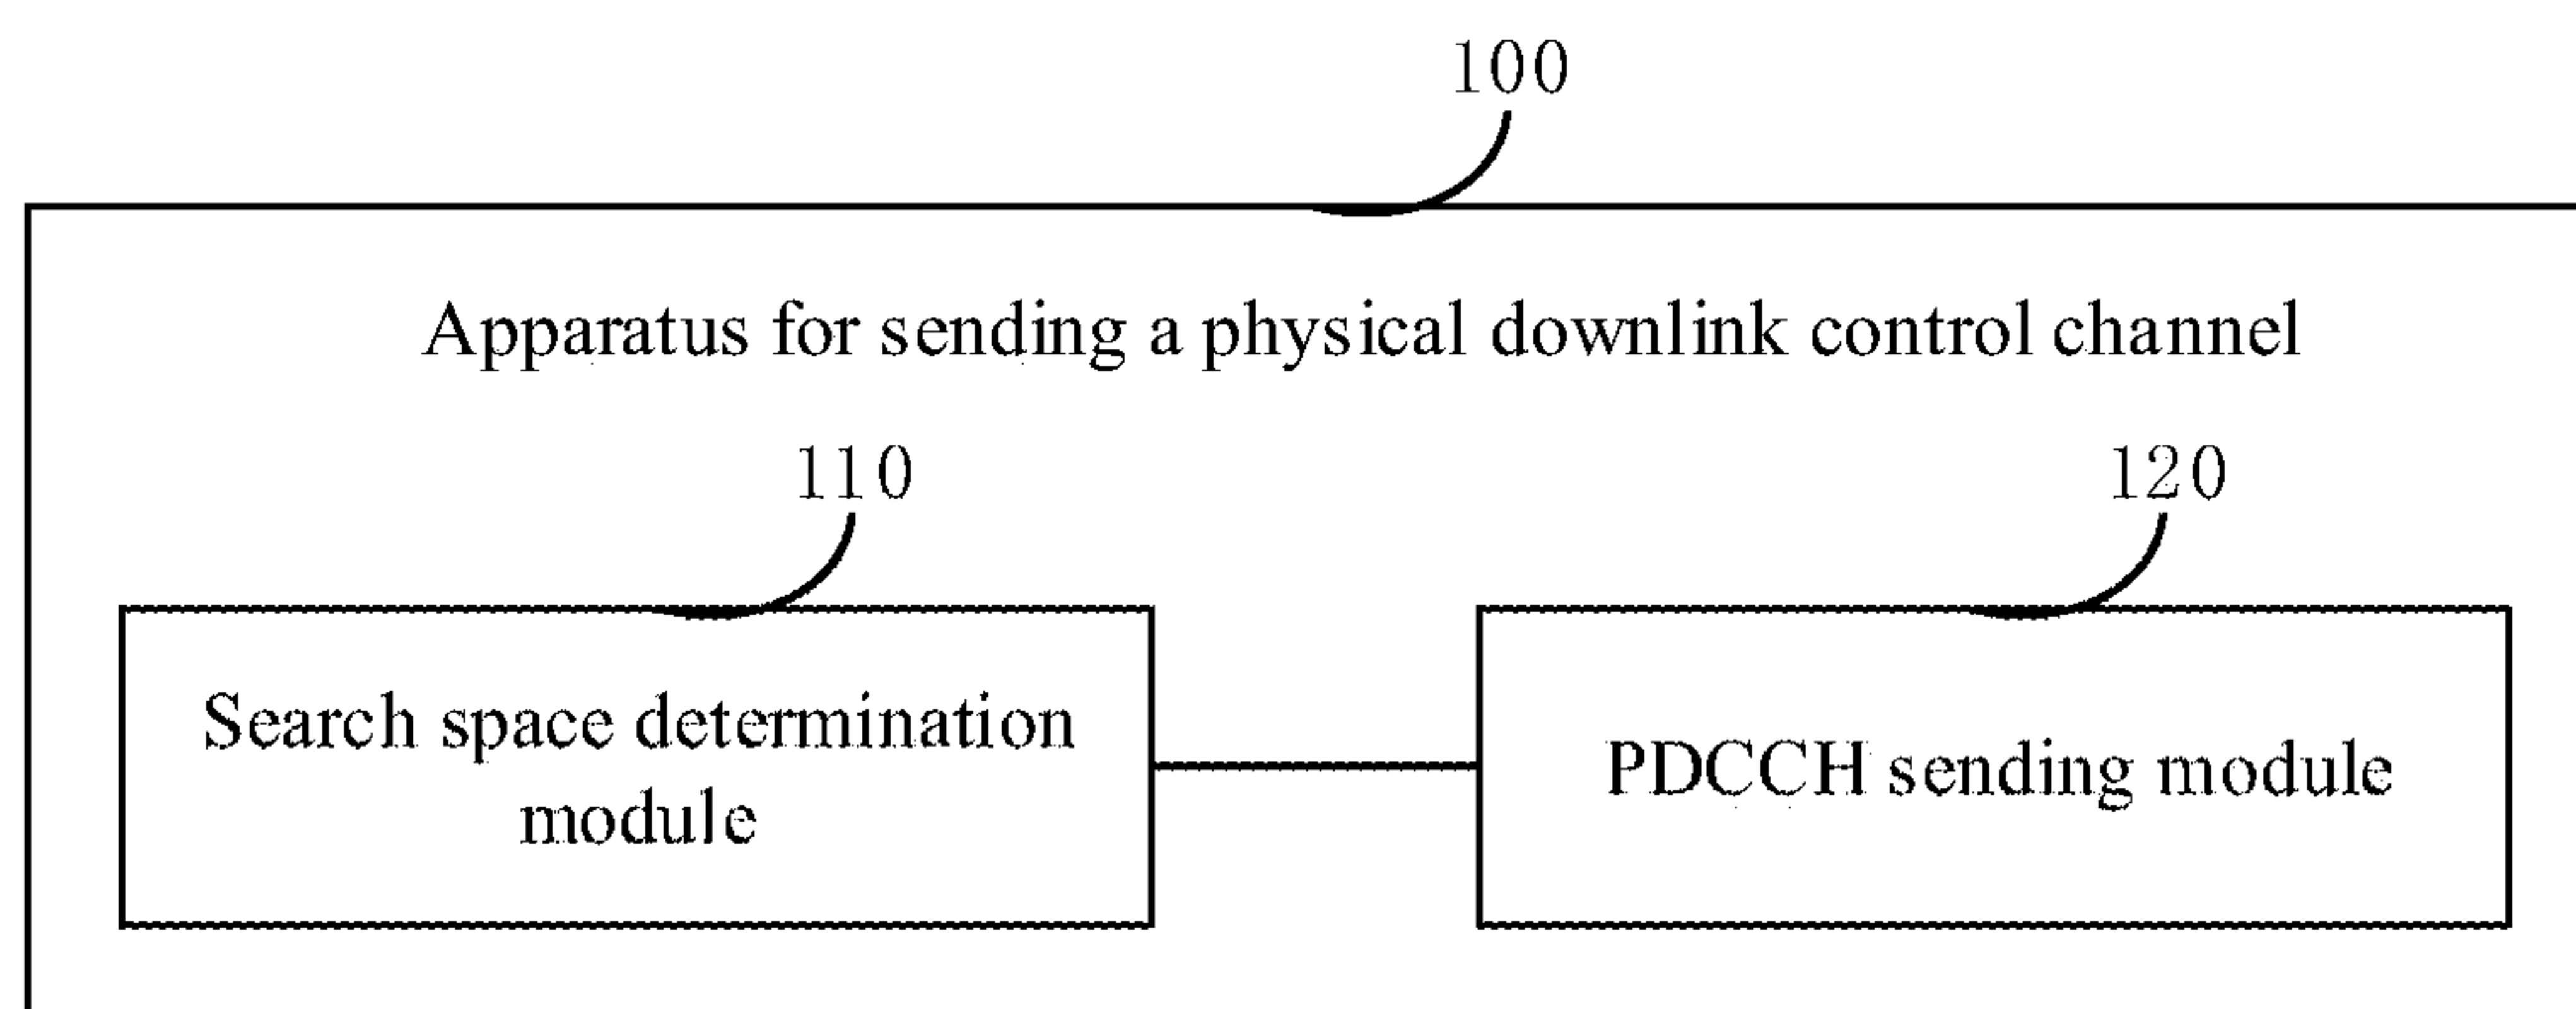 100
Apparatus for sending a physical downlink control channel
110
120
Search space determination
module
PDCCH sending module